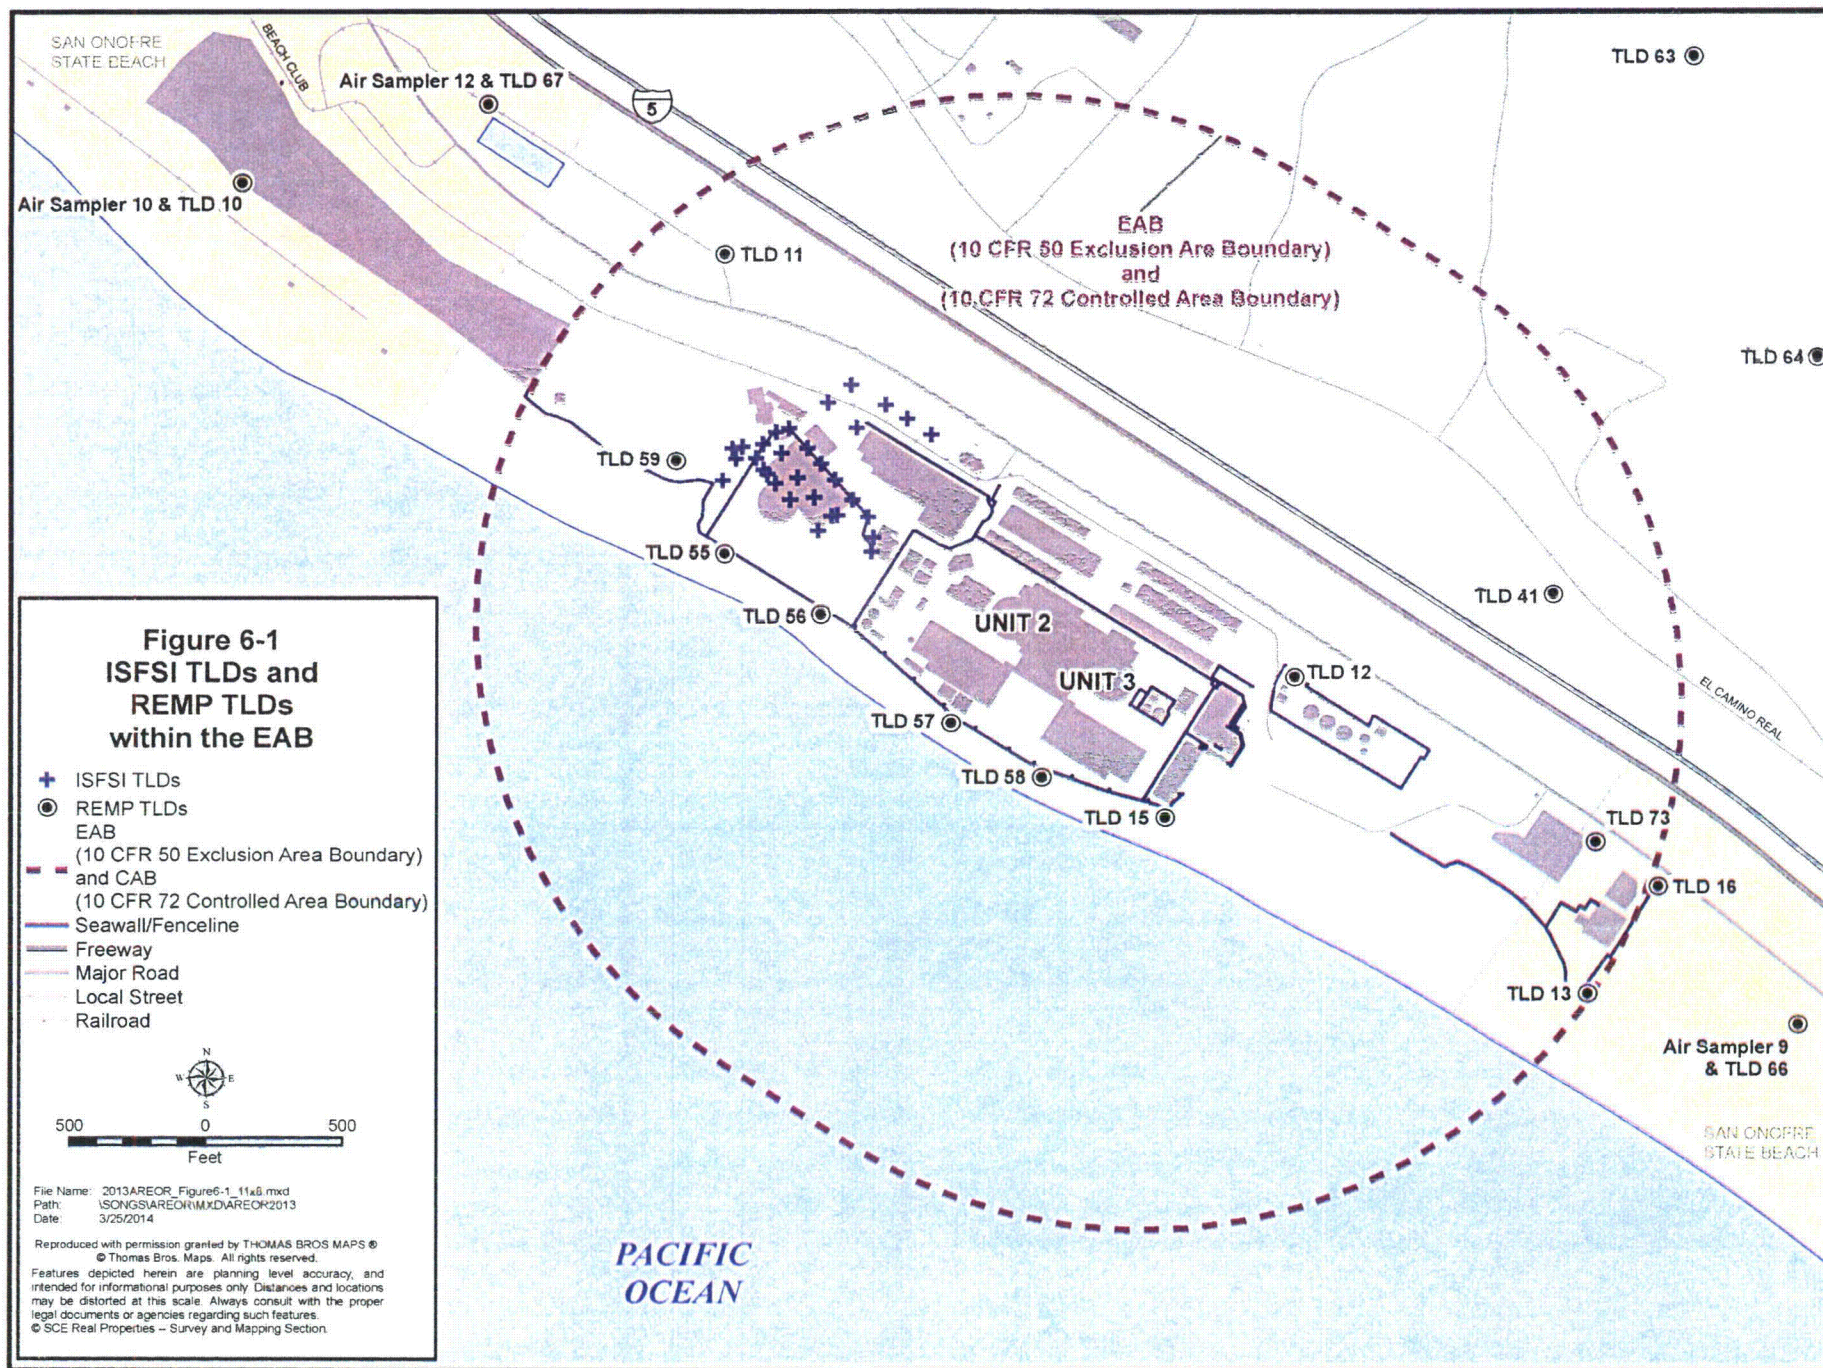 SAN ONOFRE
STATE BEACH
BEACH CLUB
Air Sampler 12 & TLD 67
5
TLD 63
Air Sampler 10 & TLD 10
TLD 11
EAB
(10 CFR 50 Exclusion Are Boundary)
and
(10 CFR 72 Controlled Area Boundary)
TLD 64
TLD 59
TLD 55
TLD 56
UNIT 2
UNIT 3
TLD 41
TLD 12
EL CAMINO REAL
TLD 57
TLD 58
TLD 15
TLD 73
TLD 16
TLD 13
Air Sampler 9
& TLD 66
SAN ONOFRE
STATE BEACH
PACIFIC
OCEAN
Figure 6-1
ISFSI TLDs and
REMP TLDs
within the EAB
ISFSI TLDs
REMP TLDs
EAB
(10 CFR 50 Exclusion Area Boundary)
and CAB
(10 CFR 72 Controlled Area Boundary)
Seawall/Fenceline
Freeway
Major Road
Local Street
Railroad
N
W E
S
500 0 500
Feet
File Name: 2013AREOR_Figure6-1_11x8.mxd
Path: \SONGS\AREOR\MXD\AREOR2013
Date: 3/25/2014
Reproduced with permission granted by THOMAS BROS MAPS ®
© Thomas Bros. Maps. All rights reserved.
Features depicted herein are planning level accuracy, and
intended for informational purposes only. Distances and locations
may be distorted at this scale. Always consult with the proper
legal documents or agencies regarding such features.
© SCE Real Properties – Survey and Mapping Section.